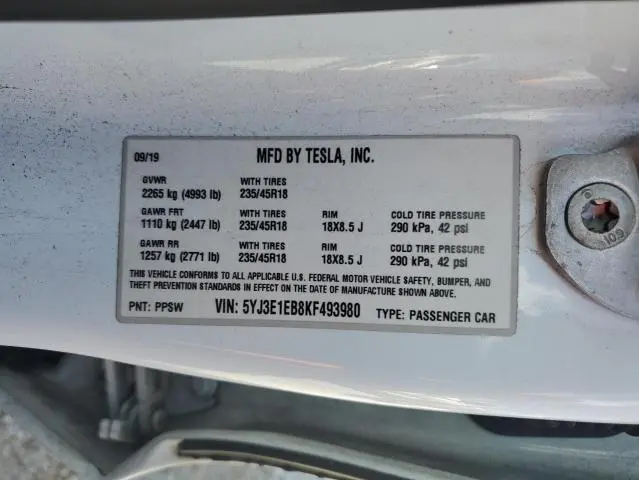 09/19 MFD BY TESLA, INC.
GVWR WITH TIRES
2265 kg (4993 lb) 235/45R18
GAWR FRT WITH TIRES RIM COLD TIRE PRESSURE
1110 kg (2447 lb) 235/45R18 18X8.5 J 290 kPa, 42 psi
GAWR RR WITH TIRES RIM COLD TIRE PRESSURE
1257 kg (2771 lb) 235/45R18 18X8.5 J 290 kPa, 42 psi
THIS VEHICLE CONFORMS TO ALL APPLICABLE U.S. FEDERAL MOTOR VEHICLE SAFETY, BUMPER, AND
THEFT PREVENTION STANDARDS IN EFFECT ON THE DATE OF MANUFACTURE SHOWN ABOVE.
PNT: PPSW VIN: 5YJ3E1EB8KF493980 TYPE: PASSENGER CAR
109